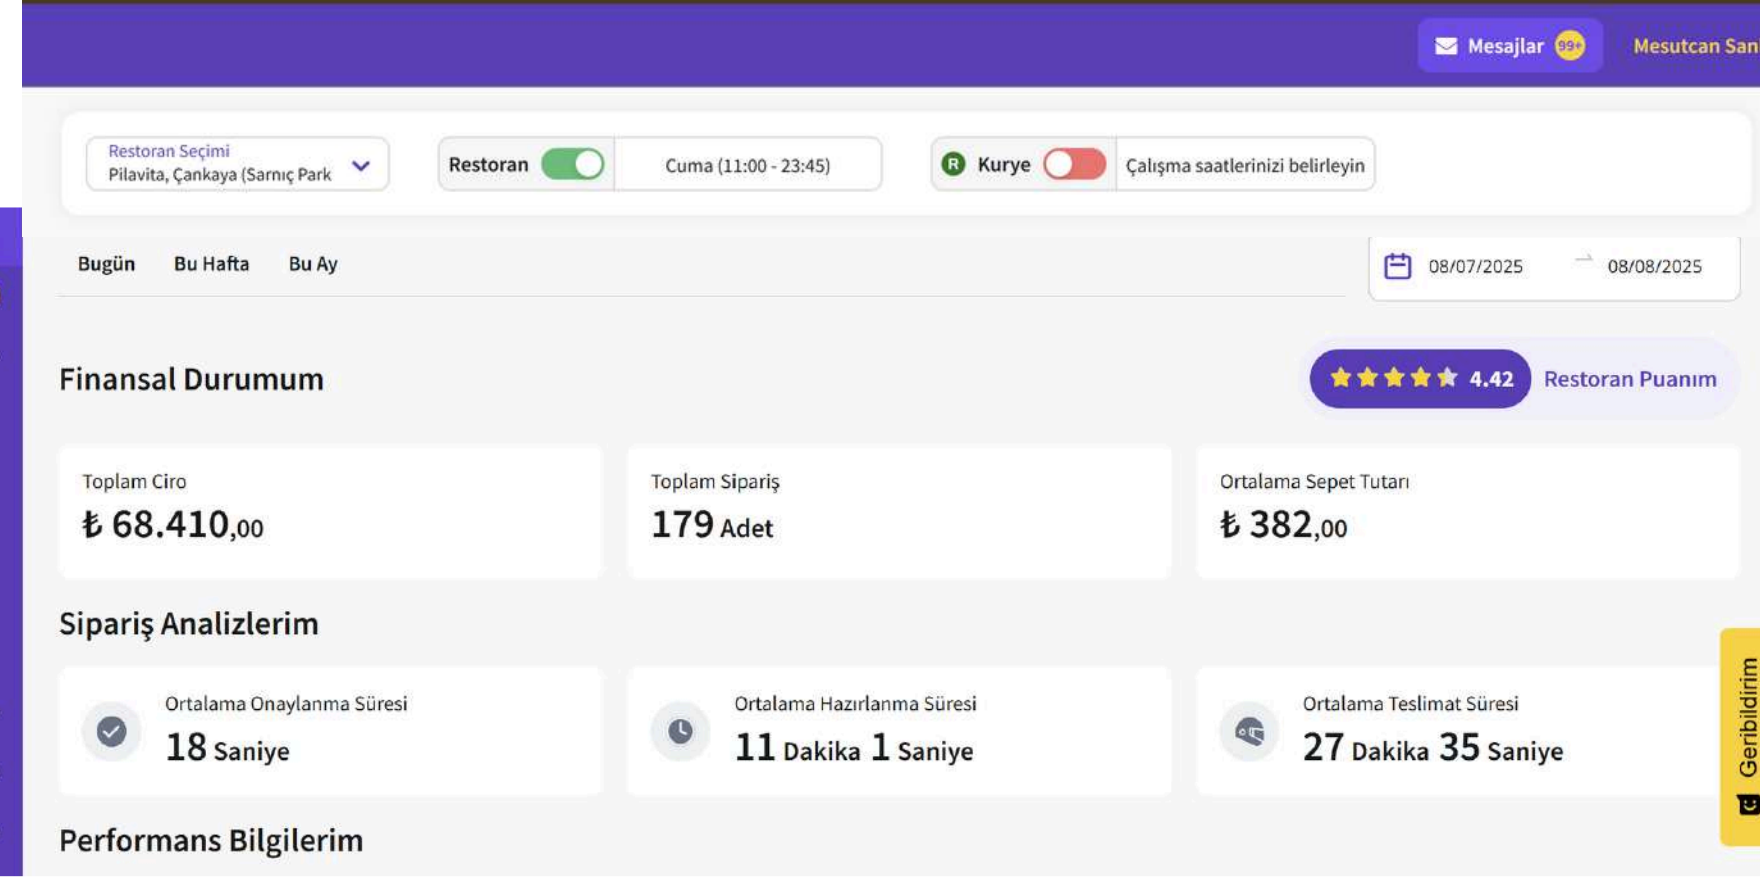 Mesajlar 99+
Mesutcan San
Restoran Seçimi
Pilavita, Çankaya (Sarnıç Park
Restoran
Cuma (11:00 - 23:45)
R Kurye
Çalışma saatlerinizi belirleyin
Bugün Bu Hafta Bu Ay
08/07/2025 → 08/08/2025
Finansal Durumum
4.42 Restoran Puanım
Toplam Ciro
₺ 68.410,00
Toplam Sipariş
179 Adet
Ortalama Sepet Tutarı
₺ 382,00
Sipariş Analizlerim
Ortalama Onaylanma Süresi
18 Saniye
Ortalama Hazırlanma Süresi
11 Dakika 1 Saniye
Ortalama Teslimat Süresi
27 Dakika 35 Saniye
Geribildirim
Performans Bilgilerim